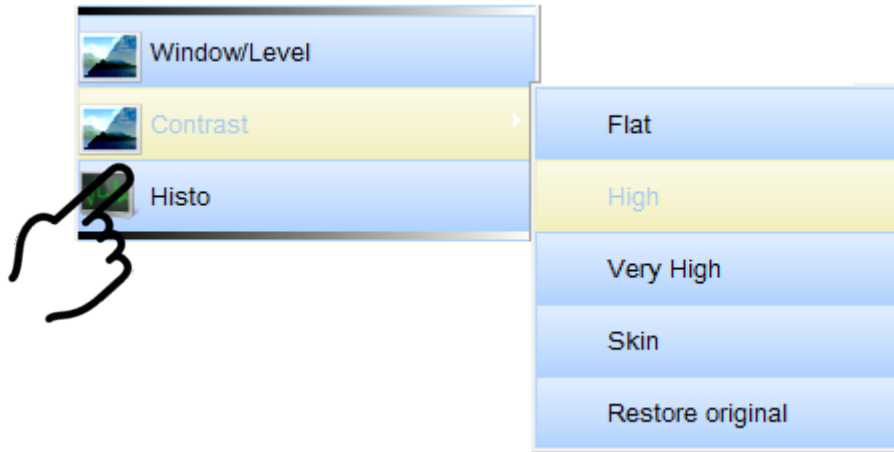 Window/Level
Contrast
Histo
Flat
High
Very High
Skin
Restore original